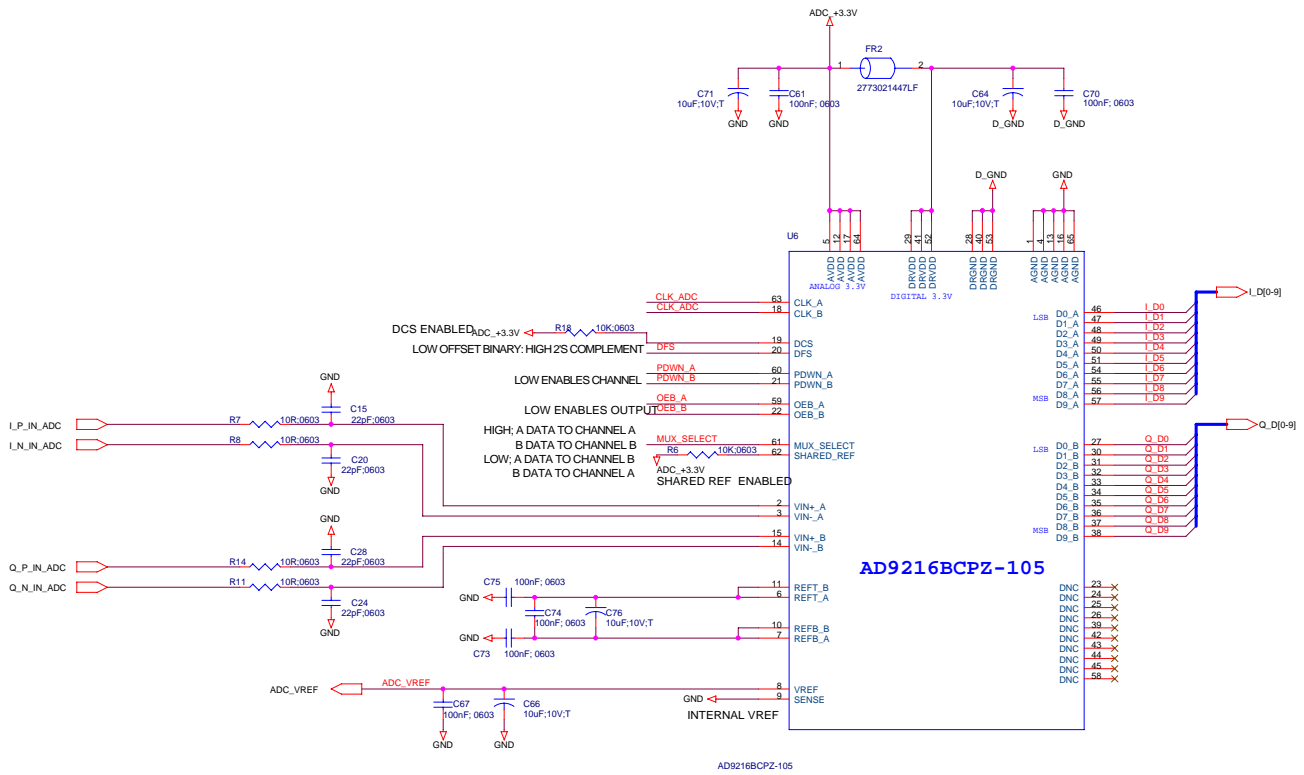 ADC_+3.3V
FR2
1
2
2773021447LF
C71
10uF;10V;T
GND
C61
100nF; 0603
GND
C64
10uF;10V;T
D_GND
C70
100nF; 0603
D_GND
D_GND
GND
U6
5
12
17
64
29
41
52
28
40
53
1
4
13
16
65
AVDD
AVDD
AVDD
AVDD
DRVDD
DRVDD
DRVDD
DRGND
DRGND
DRGND
AGND
AGND
AGND
AGND
AGND
ANALOG 3.3V
DIGITAL 3.3V
CLK_ADC 63 CLK_A
CLK_ADC 18 CLK_B
DCS ENABLED
ADC_+3.3V
R18 10K;0603
19 DCS
LOW OFFSET BINARY: HIGH 2'S COMPLEMENT
DFS 20 DFS
PDWN_A 60 PDWN_A
LOW ENABLES CHANNEL
PDWN_B 21 PDWN_B
OEB_A 59 OEB_A
LOW ENABLES OUTPUT
OEB_B 22 OEB_B
HIGH; A DATA TO CHANNEL A
B DATA TO CHANNEL B
LOW; A DATA TO CHANNEL B
B DATA TO CHANNEL A
MUX_SELECT 61 MUX_SELECT
R6 10K;0603 62 SHARED_REF
ADC_+3.3V
SHARED REF ENABLED
GND
C15
22pF;0603
I_P_IN_ADC
R7 10R;0603
I_N_IN_ADC
R8 10R;0603
C20
22pF;0603
GND
2 VIN+_A
3 VIN-_A
15 VIN+_B
14 VIN-_B
GND
C28
22pF;0603
Q_P_IN_ADC
R14 10R;0603
Q_N_IN_ADC
R11 10R;0603
C24
22pF;0603
GND
C75 100nF; 0603
GND
C74
100nF; 0603
C76
10uF;10V;T
GND
C73 100nF; 0603
11 REFT_B
6 REFT_A
10 REFB_B
7 REFB_A
ADC_VREF
ADC_VREF
8 VREF
9 SENSE
GND
C67
100nF; 0603
GND
C66
10uF;10V;T
GND
INTERNAL VREF
AD9216BCPZ-105
LSB
D0_A 46 I_D0
D1_A 47 I_D1
D2_A 48 I_D2
D3_A 49 I_D3
D4_A 50 I_D4
D5_A 51 I_D5
D6_A 54 I_D6
D7_A 55 I_D7
D8_A 56 I_D8
MSB
D9_A 57 I_D9
I_D[0-9]
LSB
D0_B 27 Q_D0
D1_B 30 Q_D1
D2_B 31 Q_D2
D3_B 32 Q_D3
D4_B 33 Q_D4
D5_B 34 Q_D5
D6_B 35 Q_D6
D7_B 36 Q_D7
D8_B 37 Q_D8
MSB
D9_B 38 Q_D9
Q_D[0-9]
DNC 23
DNC 24
DNC 25
DNC 26
DNC 39
DNC 42
DNC 43
DNC 44
DNC 45
DNC 58
AD9216BCPZ-105